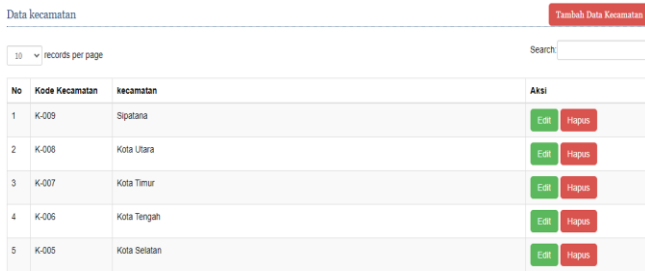 Data kecamatan Tambah Data Kecamatan
10 records per page Search:
No Kode Kecamatan kecamatan Aksi
1 K-009 Sipatana Edit Hapus
2 K-008 Kota Utara Edit Hapus
3 K-007 Kota Timur Edit Hapus
4 K-006 Kota Tengah Edit Hapus
5 K-005 Kota Selatan Edit Hapus